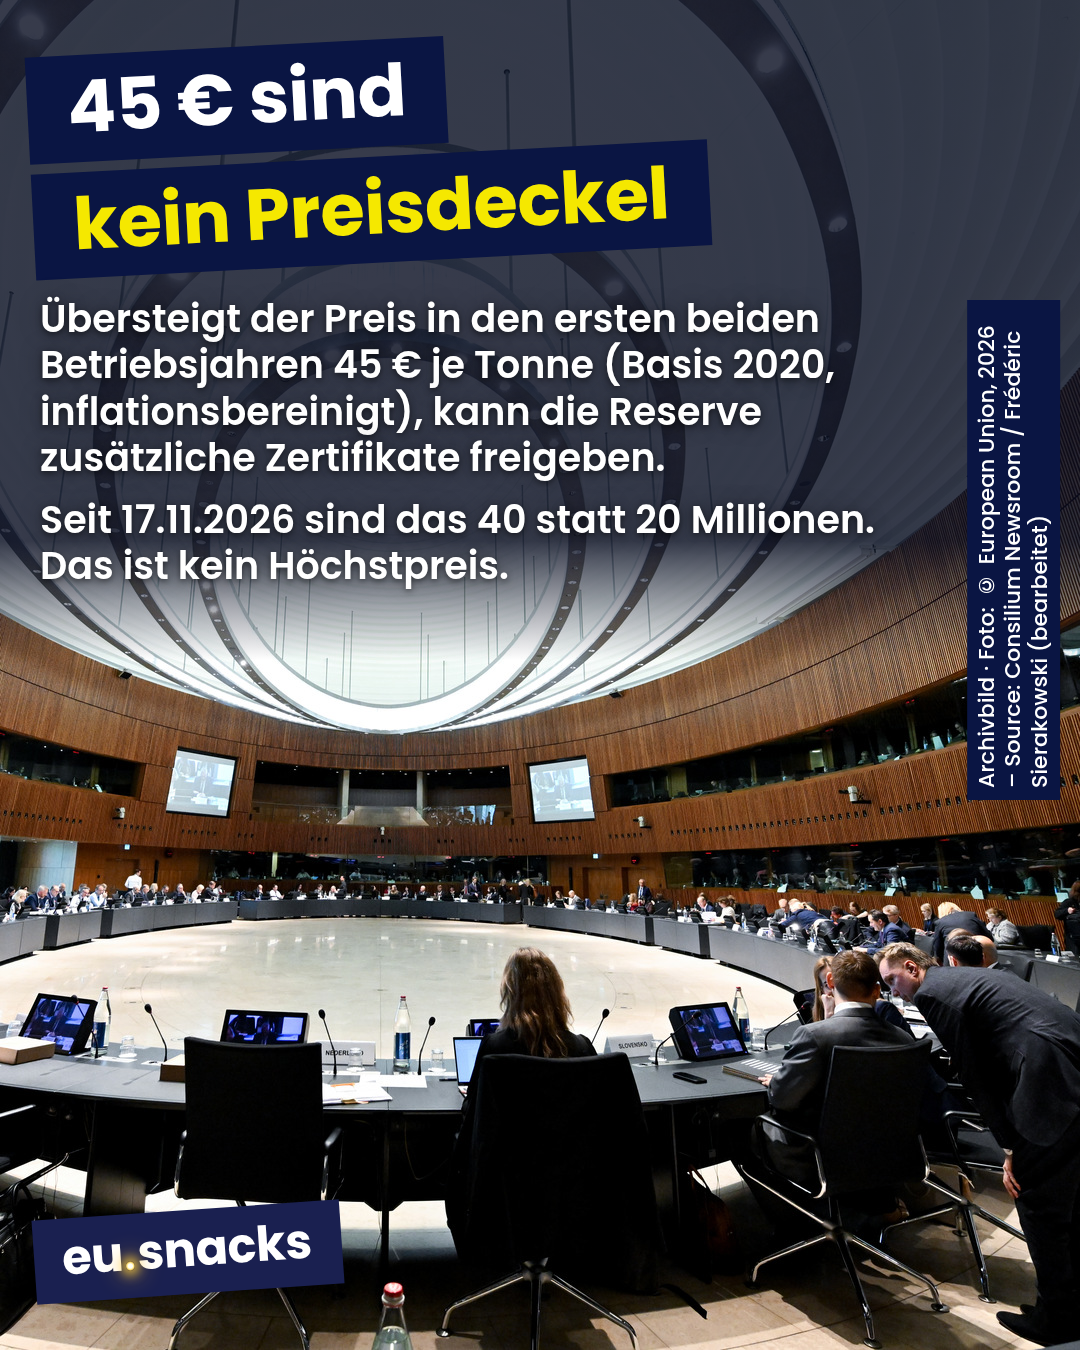 45 € sind
kein Preisdeckel
Übersteigt der Preis in den ersten beiden
Betriebsjahren 45 € je Tonne (Basis 2020,
inflationsbereinigt), kann die Reserve
zusätzliche Zertifikate freigeben.
Seit 17.11.2026 sind das 40 statt 20 Millionen.
Das ist kein Höchstpreis.
Archivbild · Foto: © European Union, 2026
– Source: Consilium Newsroom / Frédéric
Sierakowski (bearbeitet)
SLOVENSKO
eu.snacks